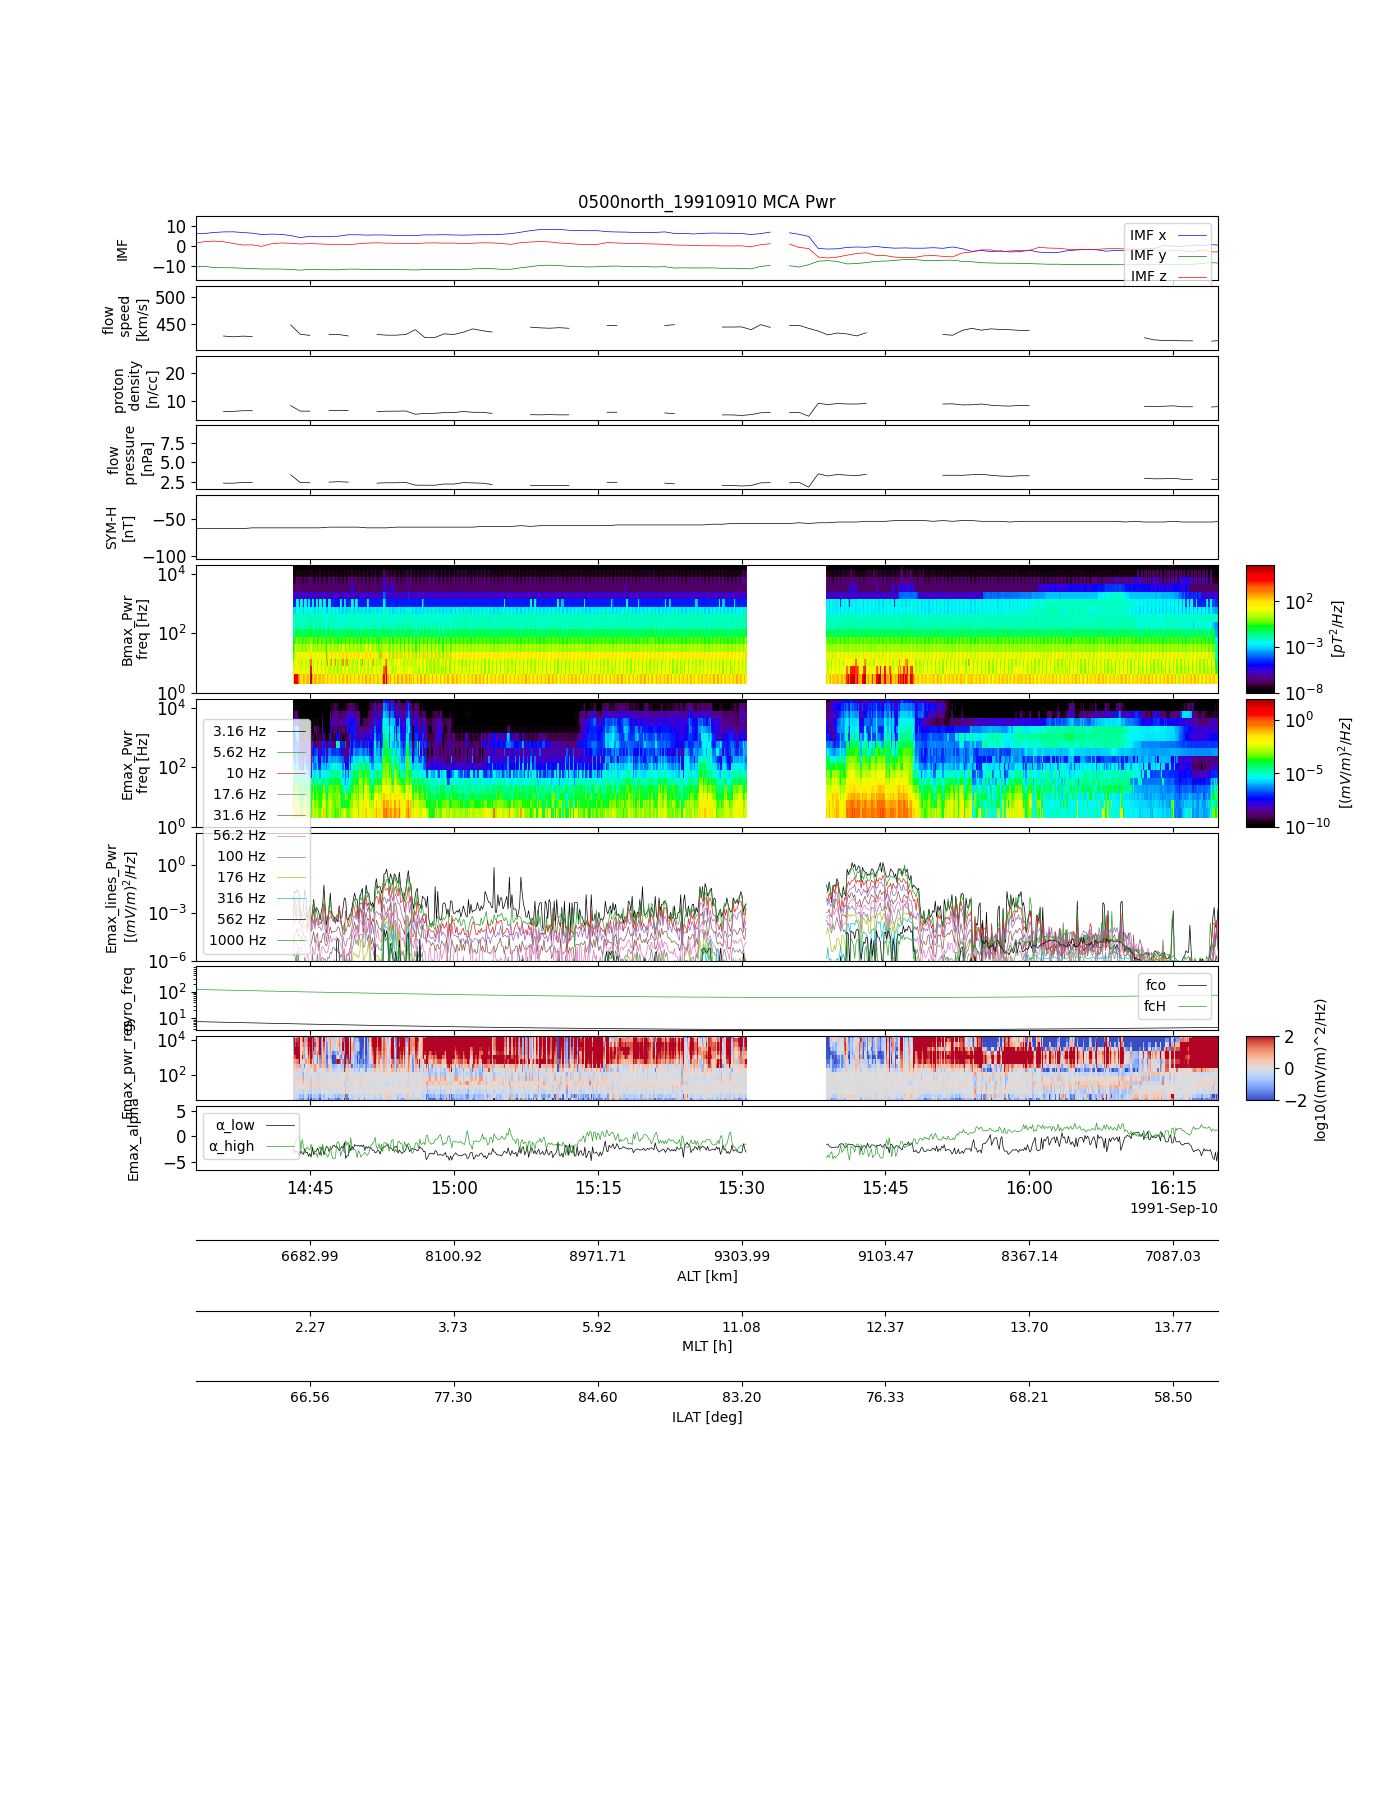 0500north_19910910 MCA Pwr
IMF
10
0
−10
IMF x
IMF y
IMF z
flow
speed
[km/s]
500
450
proton
density
[n/cc]
20
10
flow
pressure
[nPa]
7.5
5.0
2.5
SYM-H
[nT]
−50
−100
Bmax_Pwr
freq [Hz]
10^4
10^2
10^0
10^2
10^−3
10^−8
[pT^2/Hz]
Emax_Pwr
freq [Hz]
10^4
10^2
10^0
10^0
10^−5
10^−10
[(mV/m)^2/Hz]
3.16 Hz
5.62 Hz
10 Hz
17.6 Hz
31.6 Hz
56.2 Hz
100 Hz
176 Hz
316 Hz
562 Hz
1000 Hz
Emax_lines_Pwr
[(mV/m)^2/Hz]
10^0
10^−3
10^−6
gyro_freq
10^2
10^1
fco
fcH
Emax_pwr_reg
10^4
10^2
2
0
−2
log10((mV/m)^2/Hz)
Emax_alpha
5
0
−5
α_low
α_high
14:45 15:00 15:15 15:30 15:45 16:00 16:15
1991-Sep-10
6682.99 8100.92 8971.71 9303.99 9103.47 8367.14 7087.03
ALT [km]
2.27 3.73 5.92 11.08 12.37 13.70 13.77
MLT [h]
66.56 77.30 84.60 83.20 76.33 68.21 58.50
ILAT [deg]